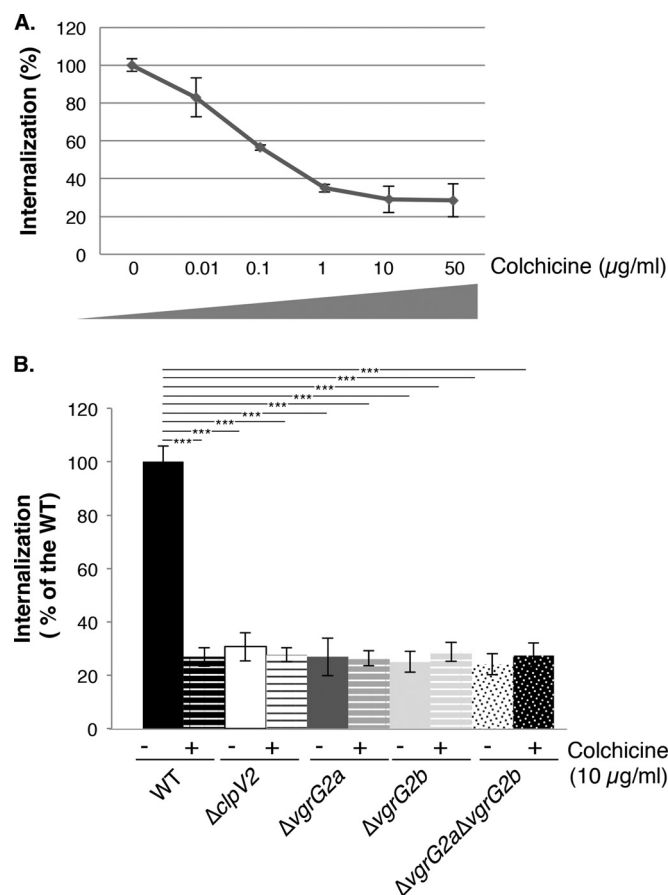 A.
Internalization (%)
120
100
80
60
40
20
0
0 0.01 0.1 1 10 50
Colchicine (µg/ml)
B.
***
***
***
***
***
***
***
***
***
Internalization
( % of the WT)
120
100
80
60
40
20
0
- + - + - + - + - +
Colchicine
(10 µg/ml)
WT
ΔclpV2
ΔvgrG2a
ΔvgrG2b
ΔvgrG2aΔvgrG2b